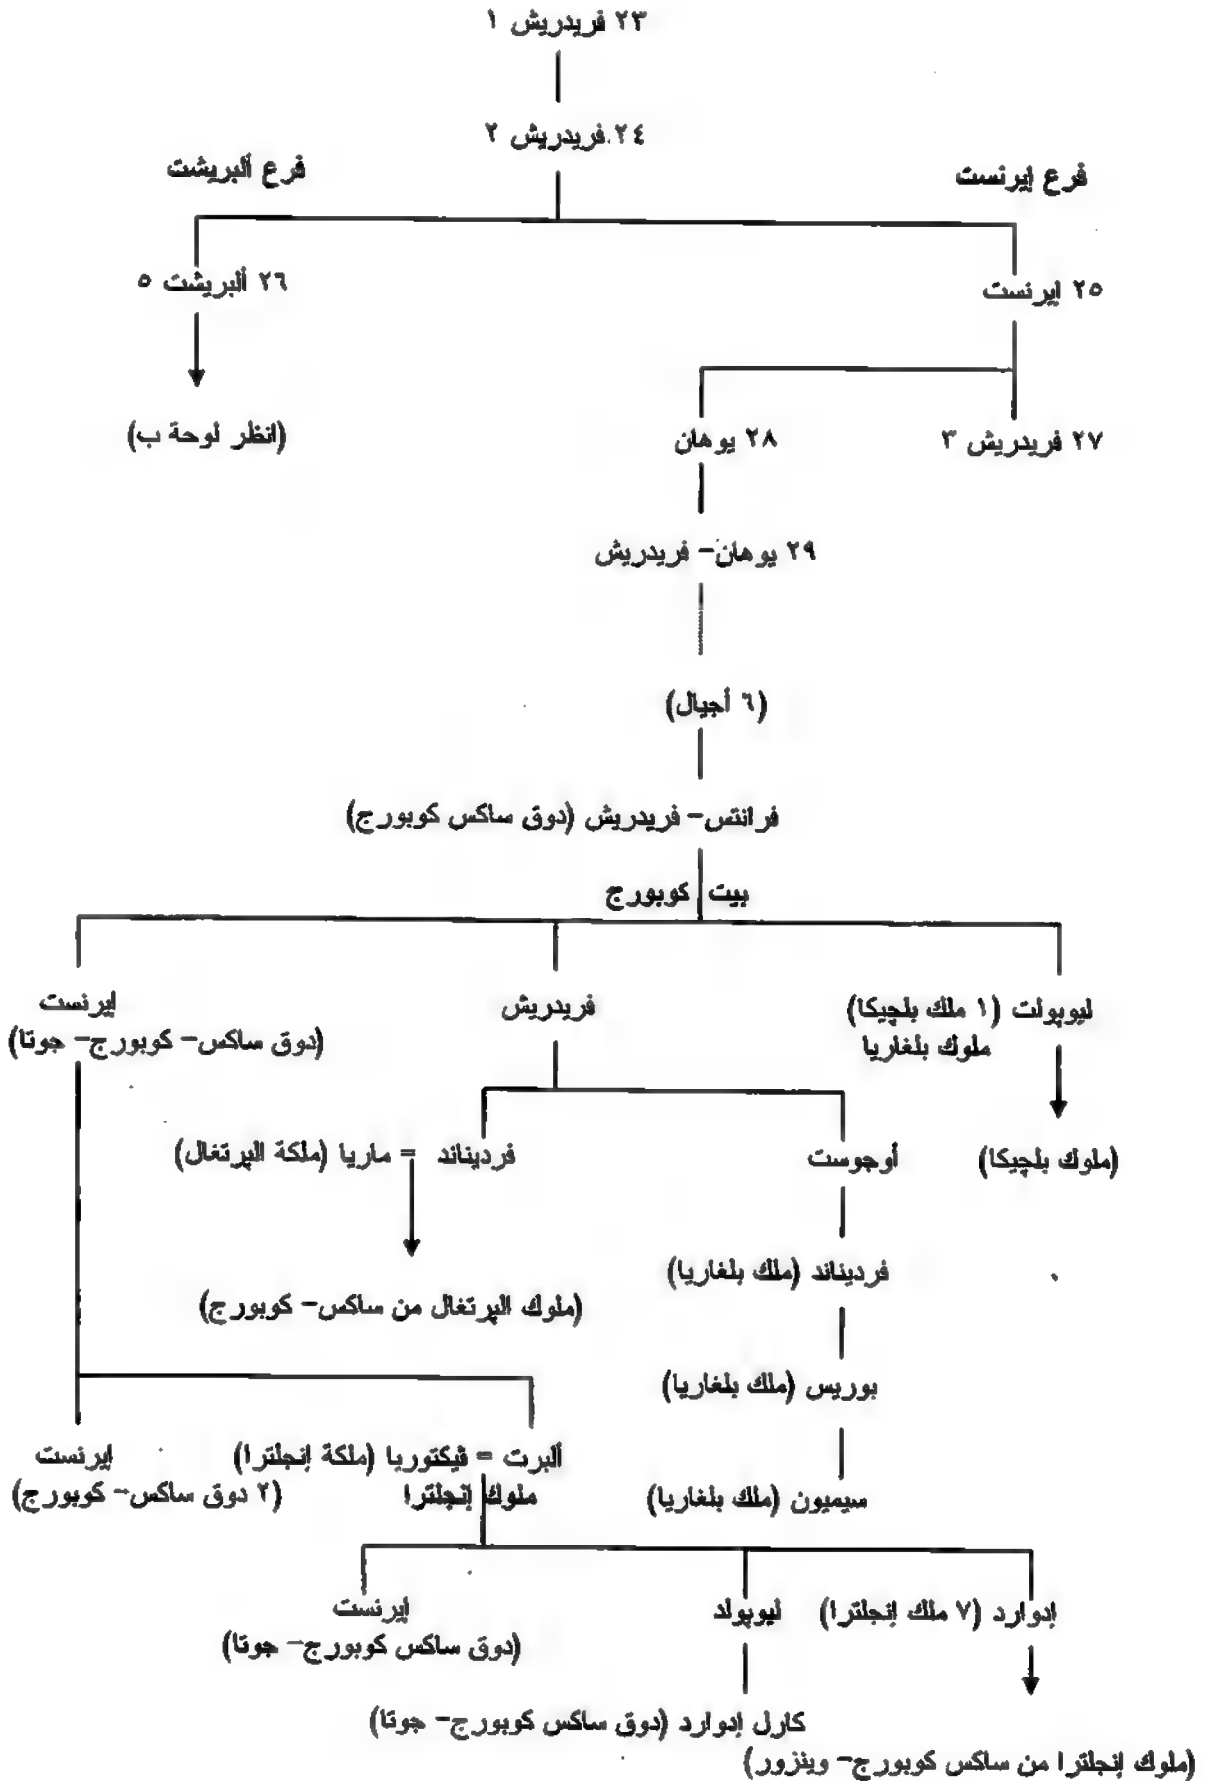 ٢٣ فريدريش ١
٢٤ فريدريش ٢
فرع إيرنست
فرع ألبريشت
٢٥ إيرنست
٢٦ ألبريشت ٥
٢٧ فريدريش ٣
٢٨ يوهان
(انظر لوحة ب)
٢٩ يوهان- فريدريش
(٦ أجيال)
فرانتس- فريدريش (دوق ساكس كوبورج)
بيت كوبورج
ليوبولت (١ ملك بلچيكا)
ملوك بلغاريا
فريدريش
إيرنست
(دوق ساكس- كوبورج- جوتا)
(ملوك بلچيكا)
أوجوست
فرديناند = ماريا (ملكة البرتغال)
فرديناند (ملك بلغاريا)
(ملوك البرتغال من ساكس- كوبورج)
بوريس (ملك بلغاريا)
سيميون (ملك بلغاريا)
ألبرت = ڤيكتوريا (ملكة إنجلترا)
ملوك إنجلترا
إيرنست
(٢ دوق ساكس- كوبورج)
إدوارد (٧ ملك إنجلترا)
ليوبولد
إيرنست
(دوق ساكس كوبورج- جوتا)
كارل إدوارد (دوق ساكس كوبورج- جوتا)
(ملوك إنجلترا من ساكس كوبورج- وينزور)